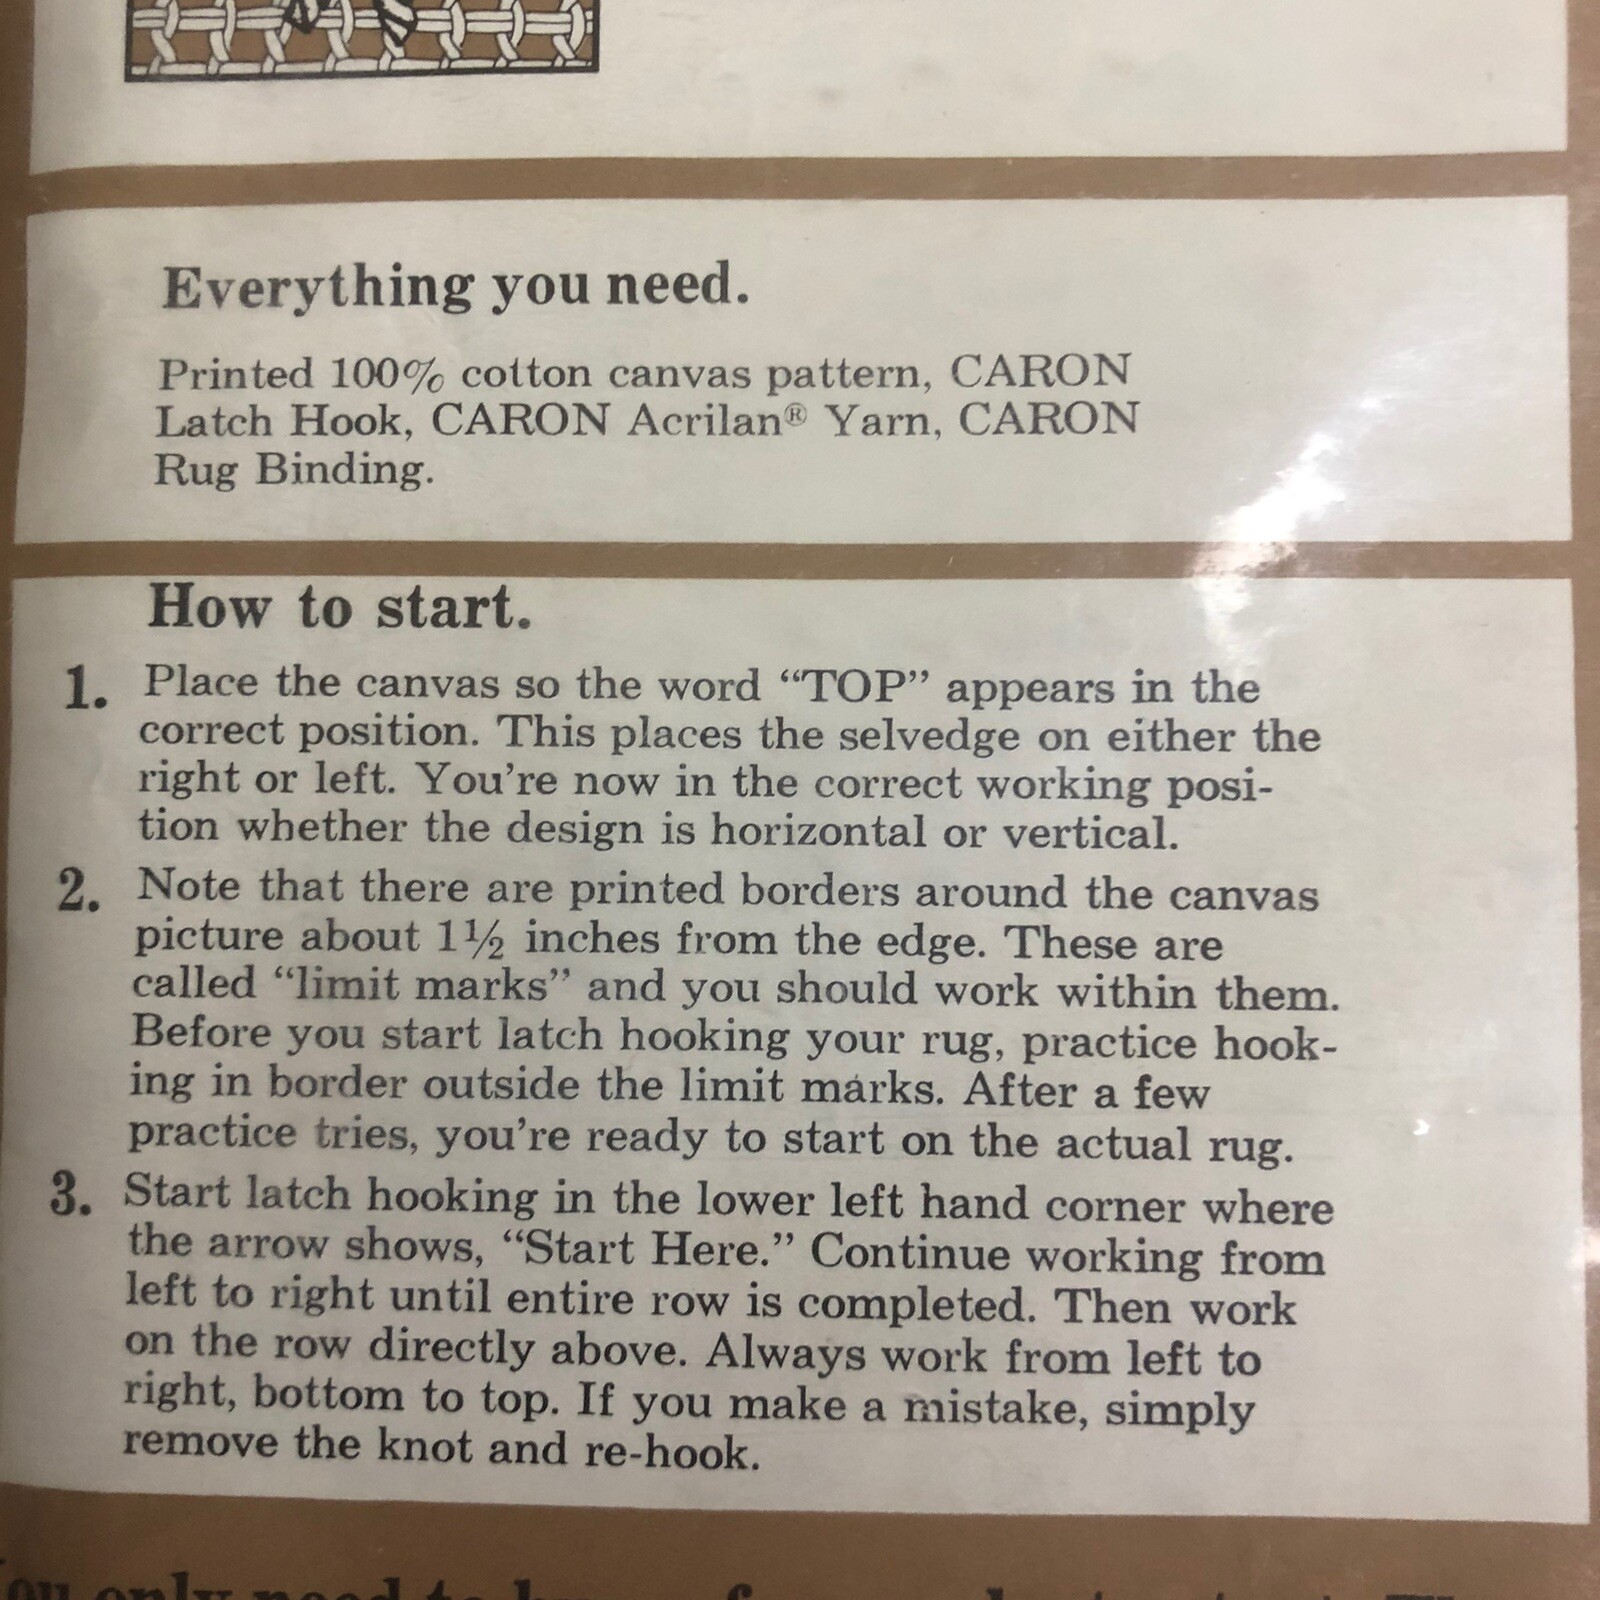 Everything you need.
Printed 100% cotton canvas pattern, CARON
Latch Hook, CARON Acrilan® Yarn, CARON
Rug Binding.
How to start.
1. Place the canvas so the word “TOP” appears in the
correct position. This places the selvedge on either the
right or left. You’re now in the correct working posi-
tion whether the design is horizontal or vertical.
2. Note that there are printed borders around the canvas
picture about 1½ inches from the edge. These are
called “limit marks” and you should work within them.
Before you start latch hooking your rug, practice hook-
ing in border outside the limit marks. After a few
practice tries, you’re ready to start on the actual rug.
3. Start latch hooking in the lower left hand corner where
the arrow shows, “Start Here.” Continue working from
left to right until entire row is completed. Then work
on the row directly above. Always work from left to
right, bottom to top. If you make a mistake, simply
remove the knot and re-hook.
only need to